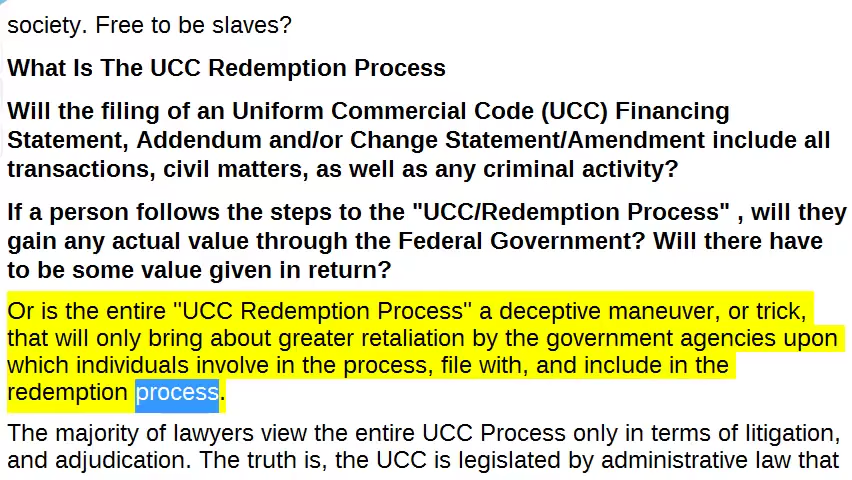 society. Free to be slaves?
What Is The UCC Redemption Process
Will the filing of an Uniform Commercial Code (UCC) Financing
Statement, Addendum and/or Change Statement/Amendment include all
transactions, civil matters, as well as any criminal activity?
If a person follows the steps to the "UCC/Redemption Process" , will they
gain any actual value through the Federal Government? Will there have
to be some value given in return?
Or is the entire "UCC Redemption Process" a deceptive maneuver, or trick,
that will only bring about greater retaliation by the government agencies upon
which individuals involve in the process, file with, and include in the
redemption process.
The majority of lawyers view the entire UCC Process only in terms of litigation,
and adjudication. The truth is, the UCC is legislated by administrative law that